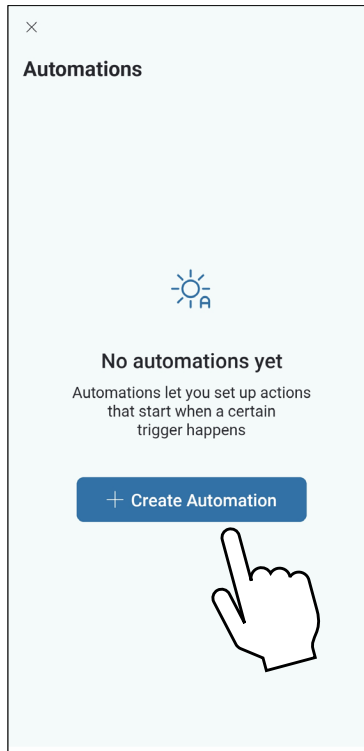 Automations
A
No automations yet
Automations let you set up actions
that start when a certain
trigger happens
+ Create Automation